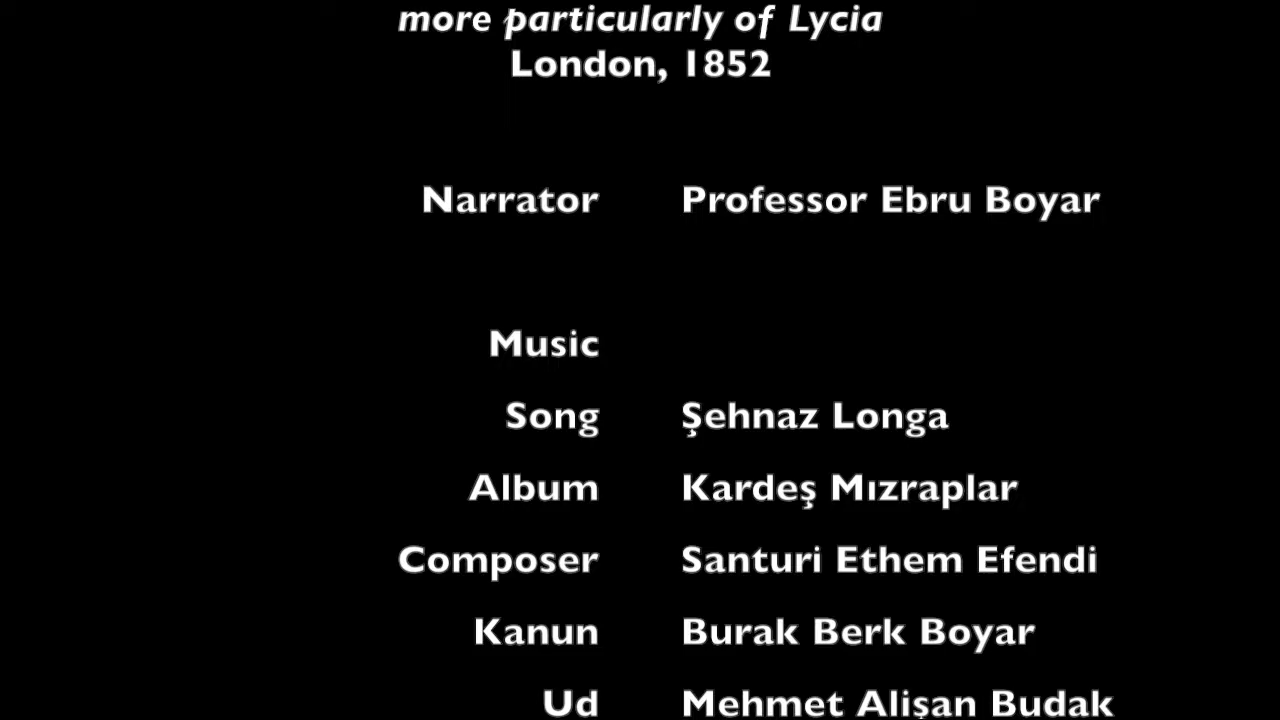 more particularly of Lycia
London, 1852
Narrator Professor Ebru Boyar
Music
Song Şehnaz Longa
Album Kardeş Mızraplar
Composer Santuri Ethem Efendi
Kanun Burak Berk Boyar
Ud Mehmet Alişan Budak